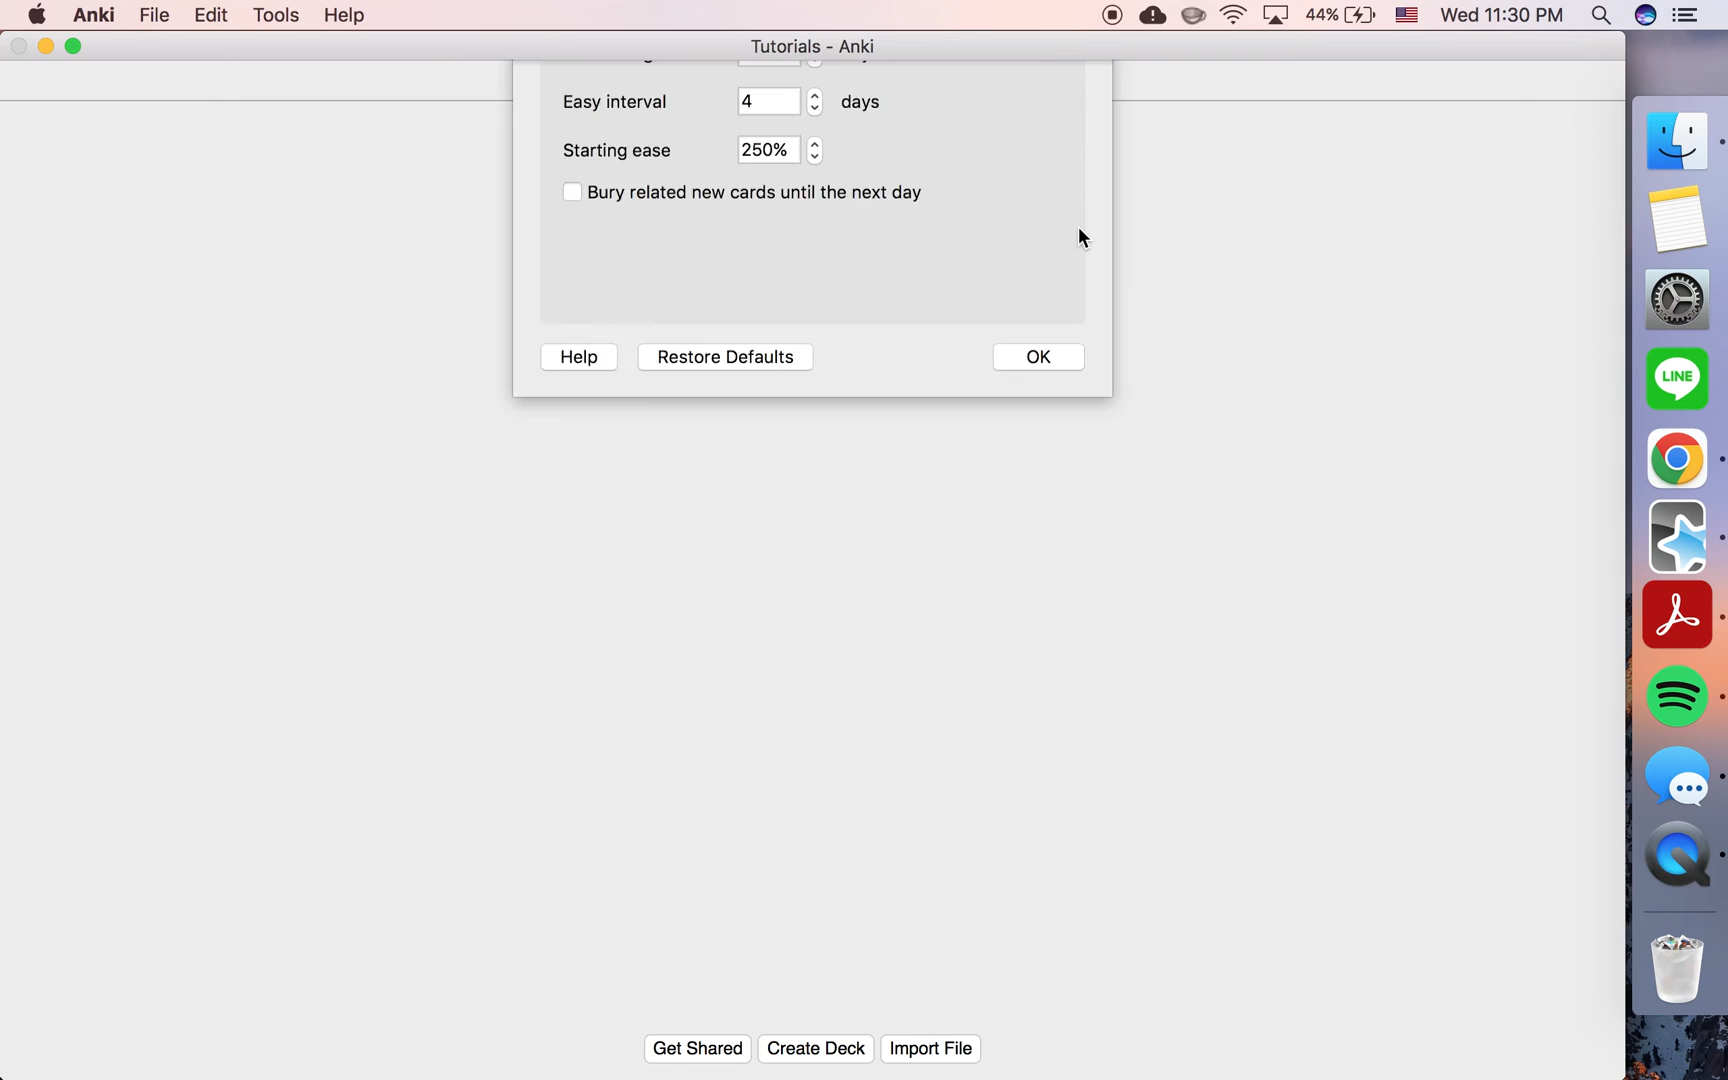 Anki File Edit Tools Help 44% Wed 11:30 PM
Tutorials - Anki
Easy interval 4 days
Starting ease 250%
Bury related new cards until the next day
Help Restore Defaults OK
LINE
Get Shared Create Deck Import File